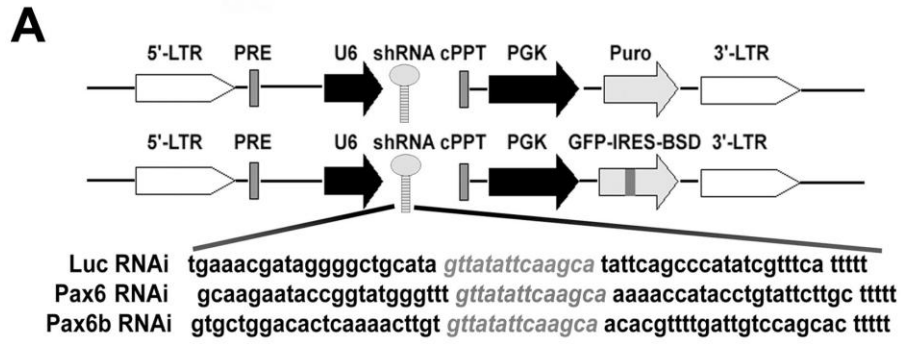 A
5'-LTR PRE U6 shRNA cPPT PGK Puro 3'-LTR
5'-LTR PRE U6 shRNA cPPT PGK GFP-IRES-BSD 3'-LTR
Luc RNAi tgaaacgataggggctgcata gttatattcaagca tattcagcccatatcgtttca ttttt
Pax6 RNAi gcaagaataccggtatgggttt gttatattcaagca aaaaccatacctgtattcttgc ttttt
Pax6b RNAi gtgctggacactcaaaacttgt gttatattcaagca acacgttttgattgtccagcac ttttt